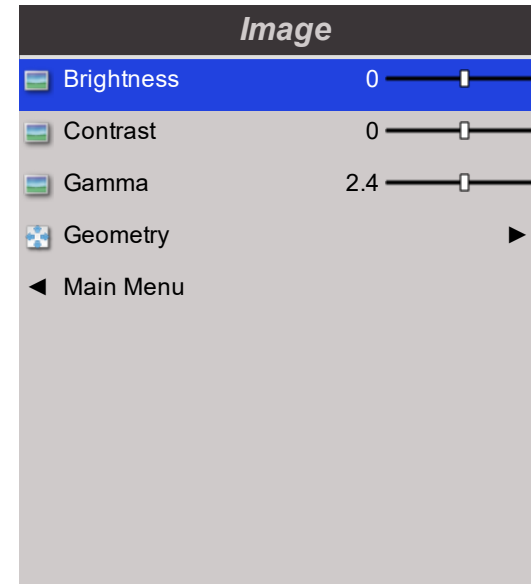 Image
Brightness 0
Contrast 0
Gamma 2.4
Geometry ►
◄ Main Menu